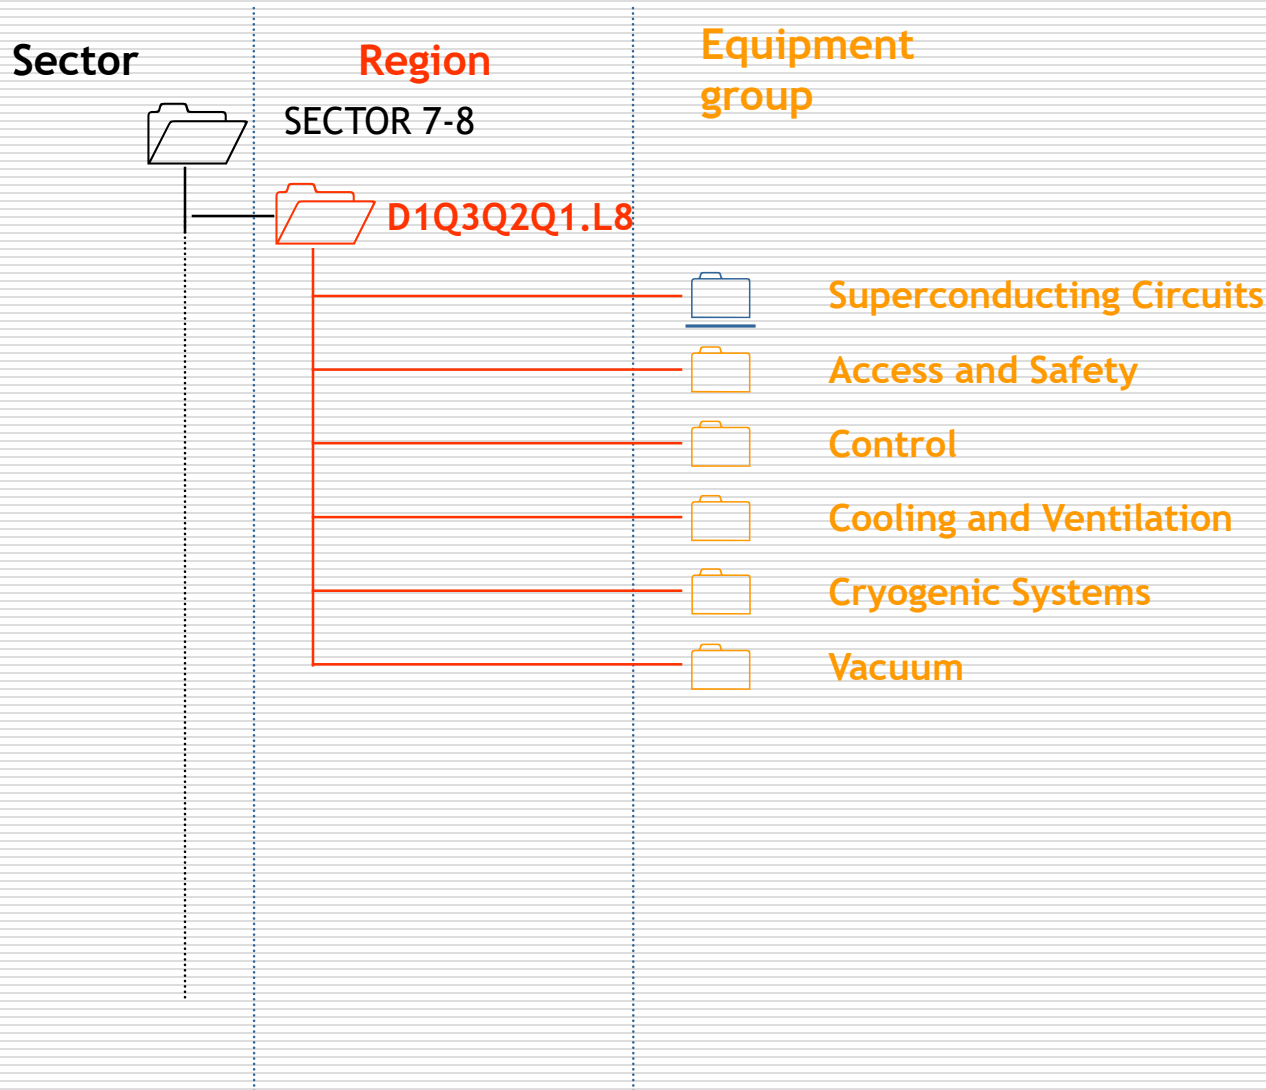 Sector
Region
Equipment
group
SECTOR 7-8
D1Q3Q2Q1.L8
Superconducting Circuits
Access and Safety
Control
Cooling and Ventilation
Cryogenic Systems
Vacuum